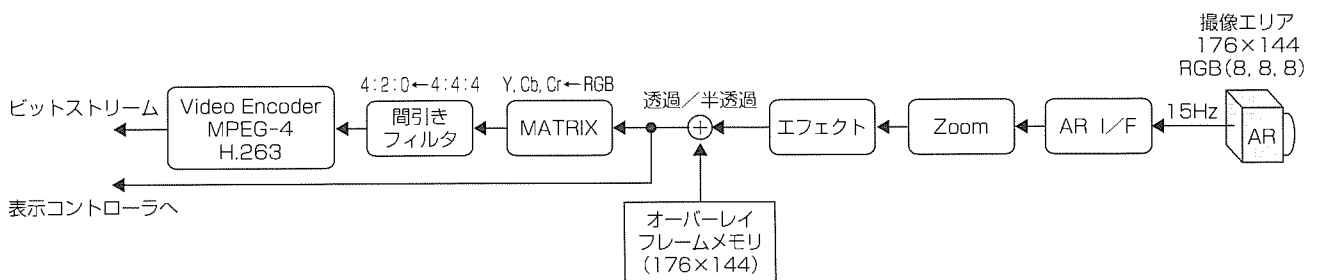 撮像エリア
176×144
RGB(8, 8, 8)
4:2:0←4:4:4
Y, Cb, Cr←RGB
透過/半透過
15Hz
ビットストリーム
Video Encoder
MPEG-4
H.263
間引き
フィルタ
MATRIX
+
エフェクト
Zoom
AR I/F
AR
表示コントローラへ
オーバーレイ
フレームメモリ
(176×144)